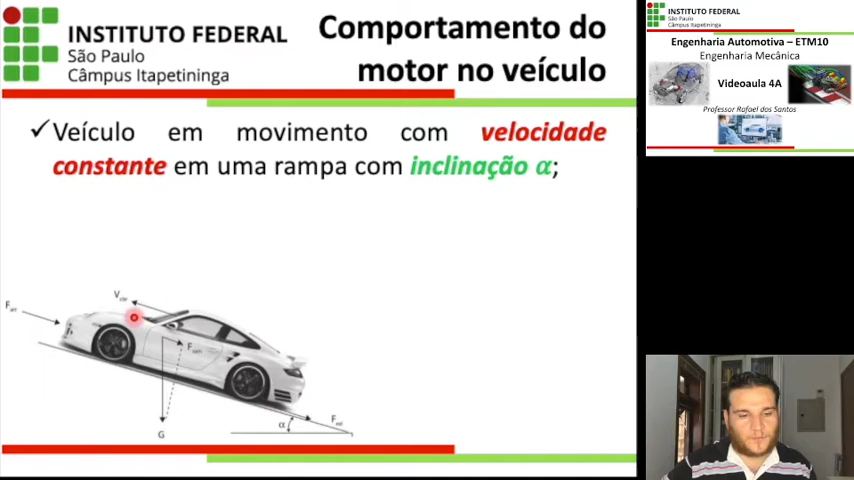 INSTITUTO FEDERAL
São Paulo
Câmpus Itapetininga
Comportamento do
motor no veículo
✓Veículo em movimento com velocidade
constante em uma rampa com inclinação α;
V
F
F
G
α
F
INSTITUTO FEDERAL
São Paulo
Câmpus Itapetininga
Engenharia Automotiva – ETM10
Engenharia Mecânica
Videoaula 4A
Professor Rafael dos Santos